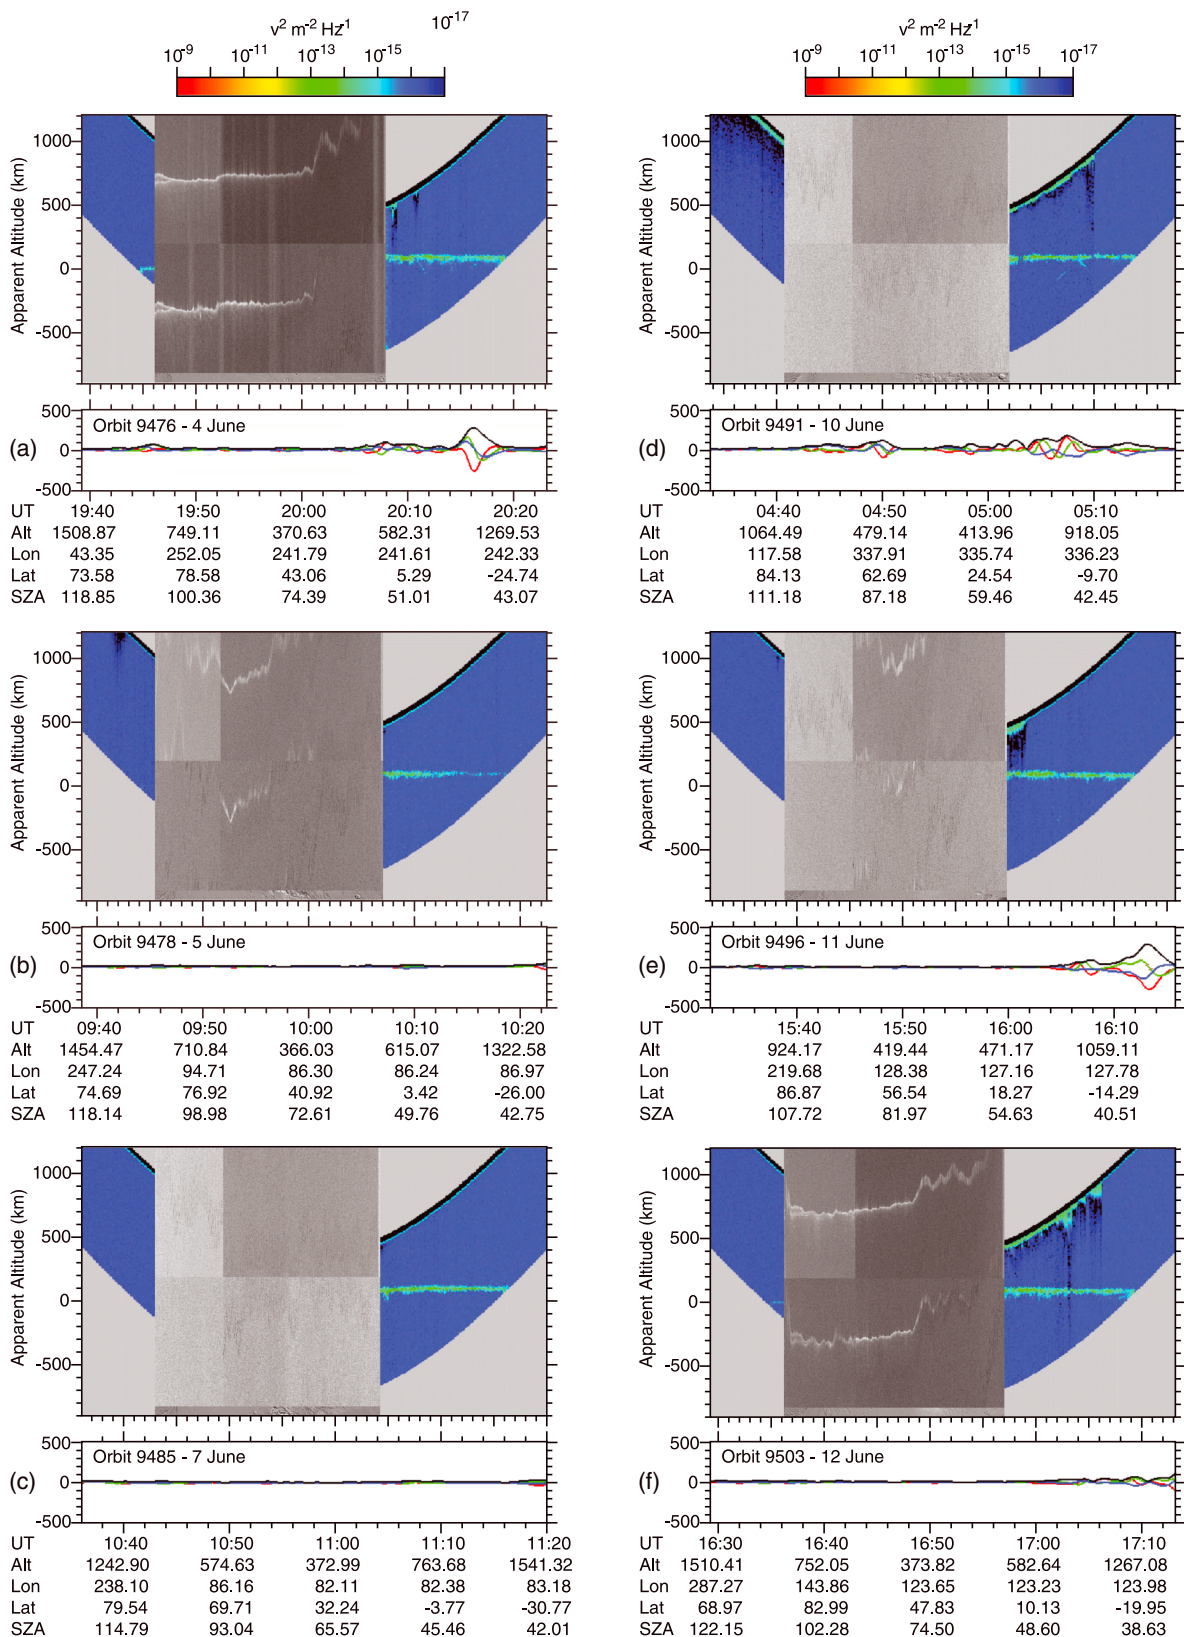 v2 m-2 Hz-1
10-17
10-9 10-11 10-13 10-15
1000
500
0
-500
Apparent Altitude (km)
500
0
-500
Orbit 9476 - 4 June
(a)
19:40 19:50 20:00 20:10 20:20
UT
Alt 1508.87 749.11 370.63 582.31 1269.53
Lon 43.35 252.05 241.79 241.61 242.33
Lat 73.58 78.58 43.06 5.29 -24.74
SZA 118.85 100.36 74.39 51.01 43.07
1000
500
0
-500
Apparent Altitude (km)
500
0
-500
Orbit 9478 - 5 June
(b)
UT 09:40 09:50 10:00 10:10 10:20
Alt 1454.47 710.84 366.03 615.07 1322.58
Lon 247.24 94.71 86.30 86.24 86.97
Lat 74.69 76.92 40.92 3.42 -26.00
SZA 118.14 98.98 72.61 49.76 42.75
1000
500
0
-500
Apparent Altitude (km)
500
0
-500
Orbit 9485 - 7 June
(c)
UT 10:40 10:50 11:00 11:10 11:20
Alt 1242.90 574.63 372.99 763.68 1541.32
Lon 238.10 86.16 82.11 82.38 83.18
Lat 79.54 69.71 32.24 -3.77 -30.77
SZA 114.79 93.04 65.57 45.46 42.01
v2 m-2 Hz-1
10-9 10-11 10-13 10-15 10-17
1000
500
0
-500
Apparent Altitude (km)
500
0
-500
Orbit 9491 - 10 June
(d)
UT 04:40 04:50 05:00 05:10
Alt 1064.49 479.14 413.96 918.05
Lon 117.58 337.91 335.74 336.23
Lat 84.13 62.69 24.54 -9.70
SZA 111.18 87.18 59.46 42.45
1000
500
0
-500
Apparent Altitude (km)
500
0
-500
Orbit 9496 - 11 June
(e)
UT 15:40 15:50 16:00 16:10
Alt 924.17 419.44 471.17 1059.11
Lon 219.68 128.38 127.16 127.78
Lat 86.87 56.54 18.27 -14.29
SZA 107.72 81.97 54.63 40.51
1000
500
0
-500
Apparent Altitude (km)
500
0
-500
Orbit 9503 - 12 June
(f)
UT 16:30 16:40 16:50 17:00 17:10
Alt 1510.41 752.05 373.82 582.64 1267.08
Lon 287.27 143.86 123.65 123.23 123.98
Lat 68.97 82.99 47.83 10.13 -19.95
SZA 122.15 102.28 74.50 48.60 38.63